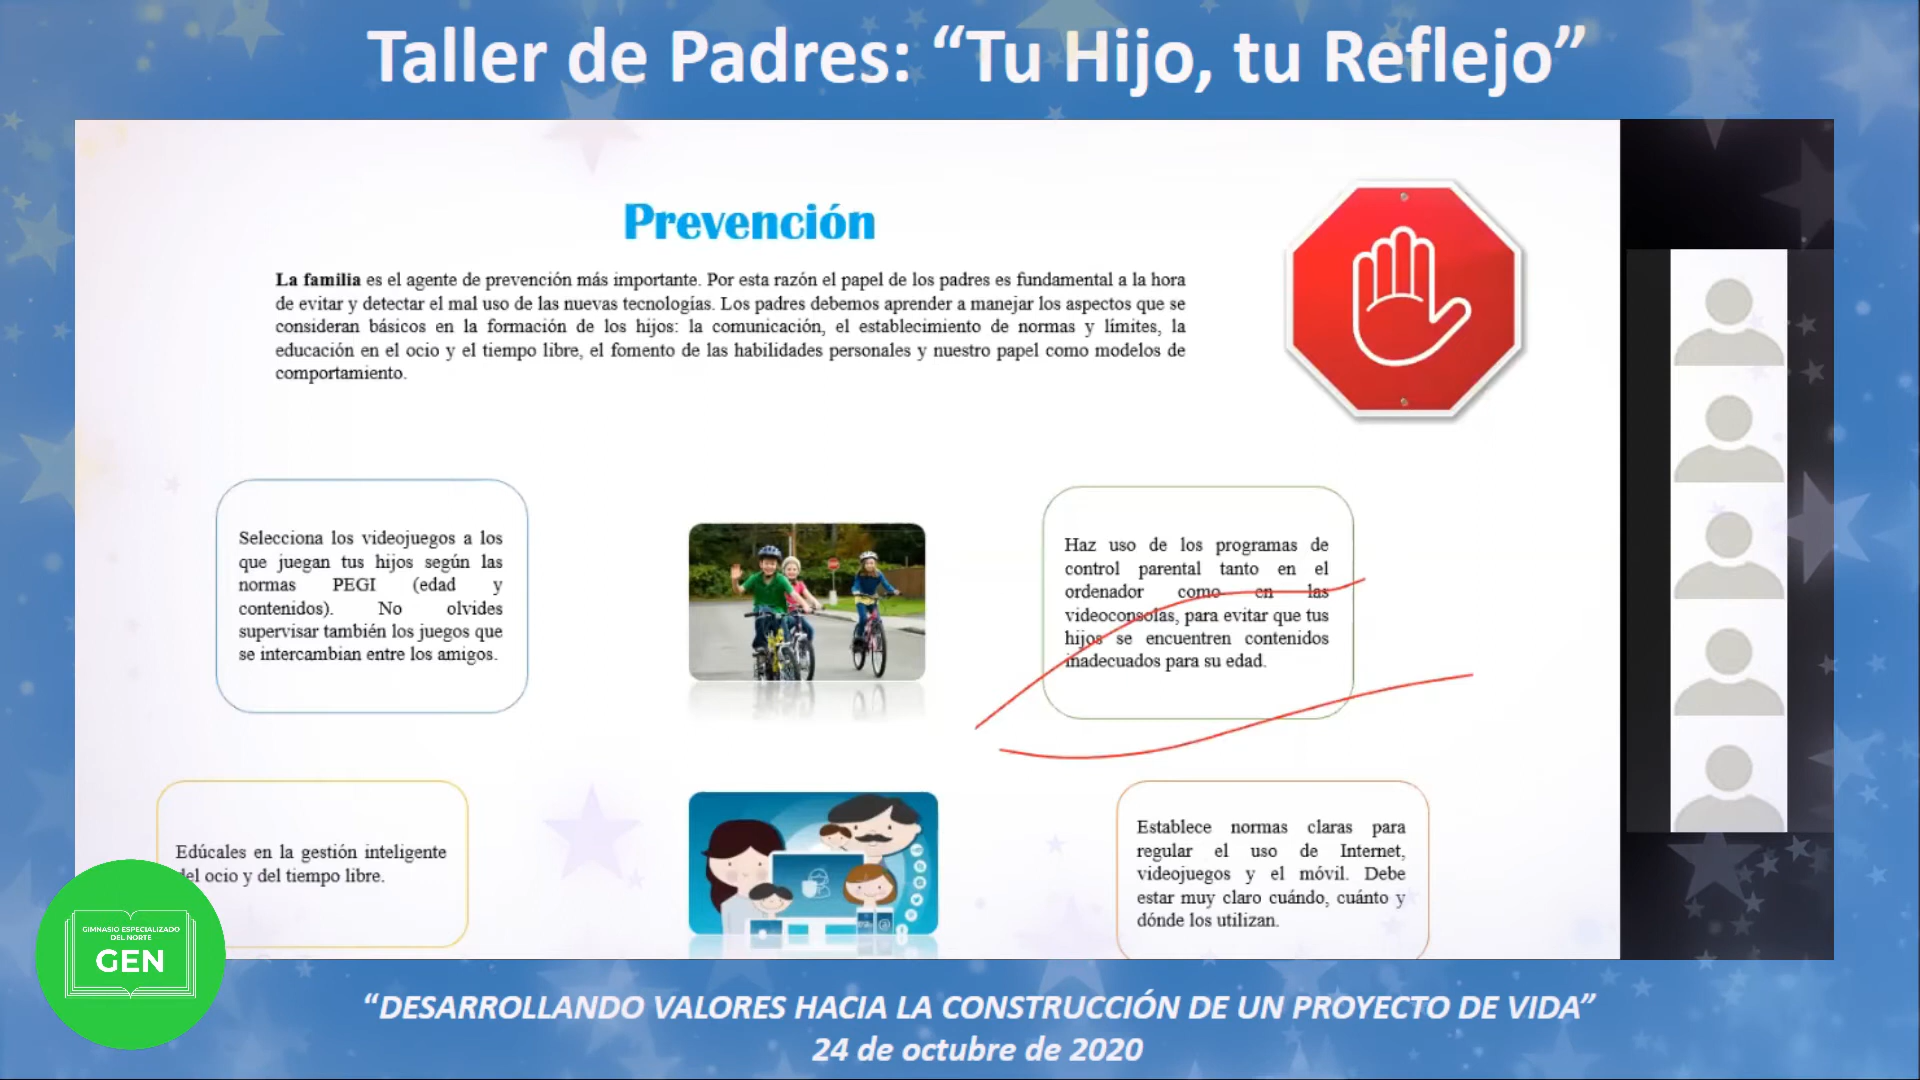 Taller de Padres: “Tu Hijo, tu Reflejo”
Prevención
La familia es el agente de prevención más importante. Por esta razón el papel de los padres es fundamental a la hora
de evitar y detectar el mal uso de las nuevas tecnologías. Los padres debemos aprender a manejar los aspectos que se
consideran básicos en la formación de los hijos: la comunicación, el establecimiento de normas y límites, la
educación en el ocio y el tiempo libre, el fomento de las habilidades personales y nuestro papel como modelos de
comportamiento.
Selecciona los videojuegos a los
que juegan tus hijos según las
normas PEGI (edad y
contenidos). No olvides
supervisar también los juegos que
se intercambian entre los amigos.
Haz uso de los programas de
control parental tanto en el
ordenador como en las
videoconsolas, para evitar que tus
hijos se encuentren contenidos
inadecuados para su edad.
Edúcales en la gestión inteligente
del ocio y del tiempo libre.
Establece normas claras para
regular el uso de Internet,
videojuegos y el móvil. Debe
estar muy claro cuándo, cuánto y
dónde los utilizan.
GIMNASIO ESPECIALIZADO
DEL NORTE
GEN
“DESARROLLANDO VALORES HACIA LA CONSTRUCCIÓN DE UN PROYECTO DE VIDA”
24 de octubre de 2020